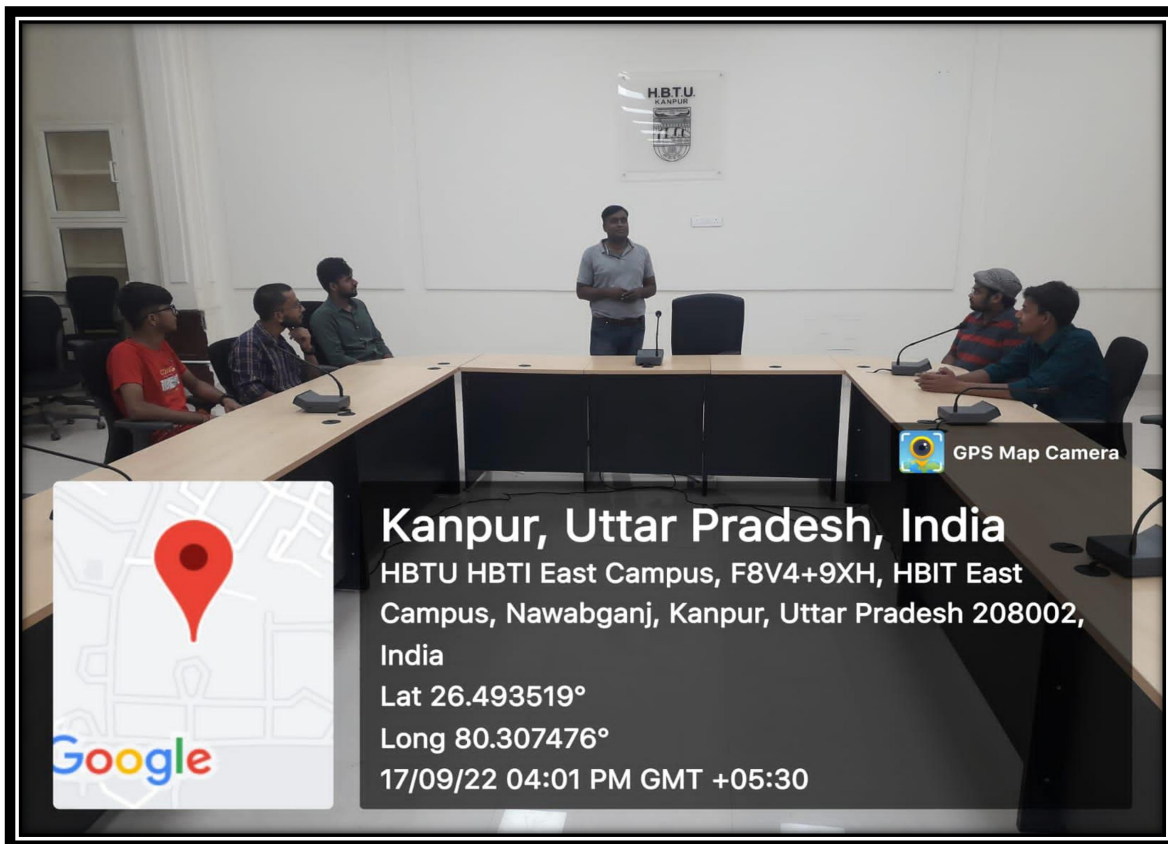 H.B.T.U.
KANPUR
GPS Map Camera
Kanpur, Uttar Pradesh, India
HBTU HBTI East Campus, F8V4+9XH, HBIT East
Campus, Nawabganj, Kanpur, Uttar Pradesh 208002,
India
Lat 26.493519°
Long 80.307476°
17/09/22 04:01 PM GMT +05:30
Google